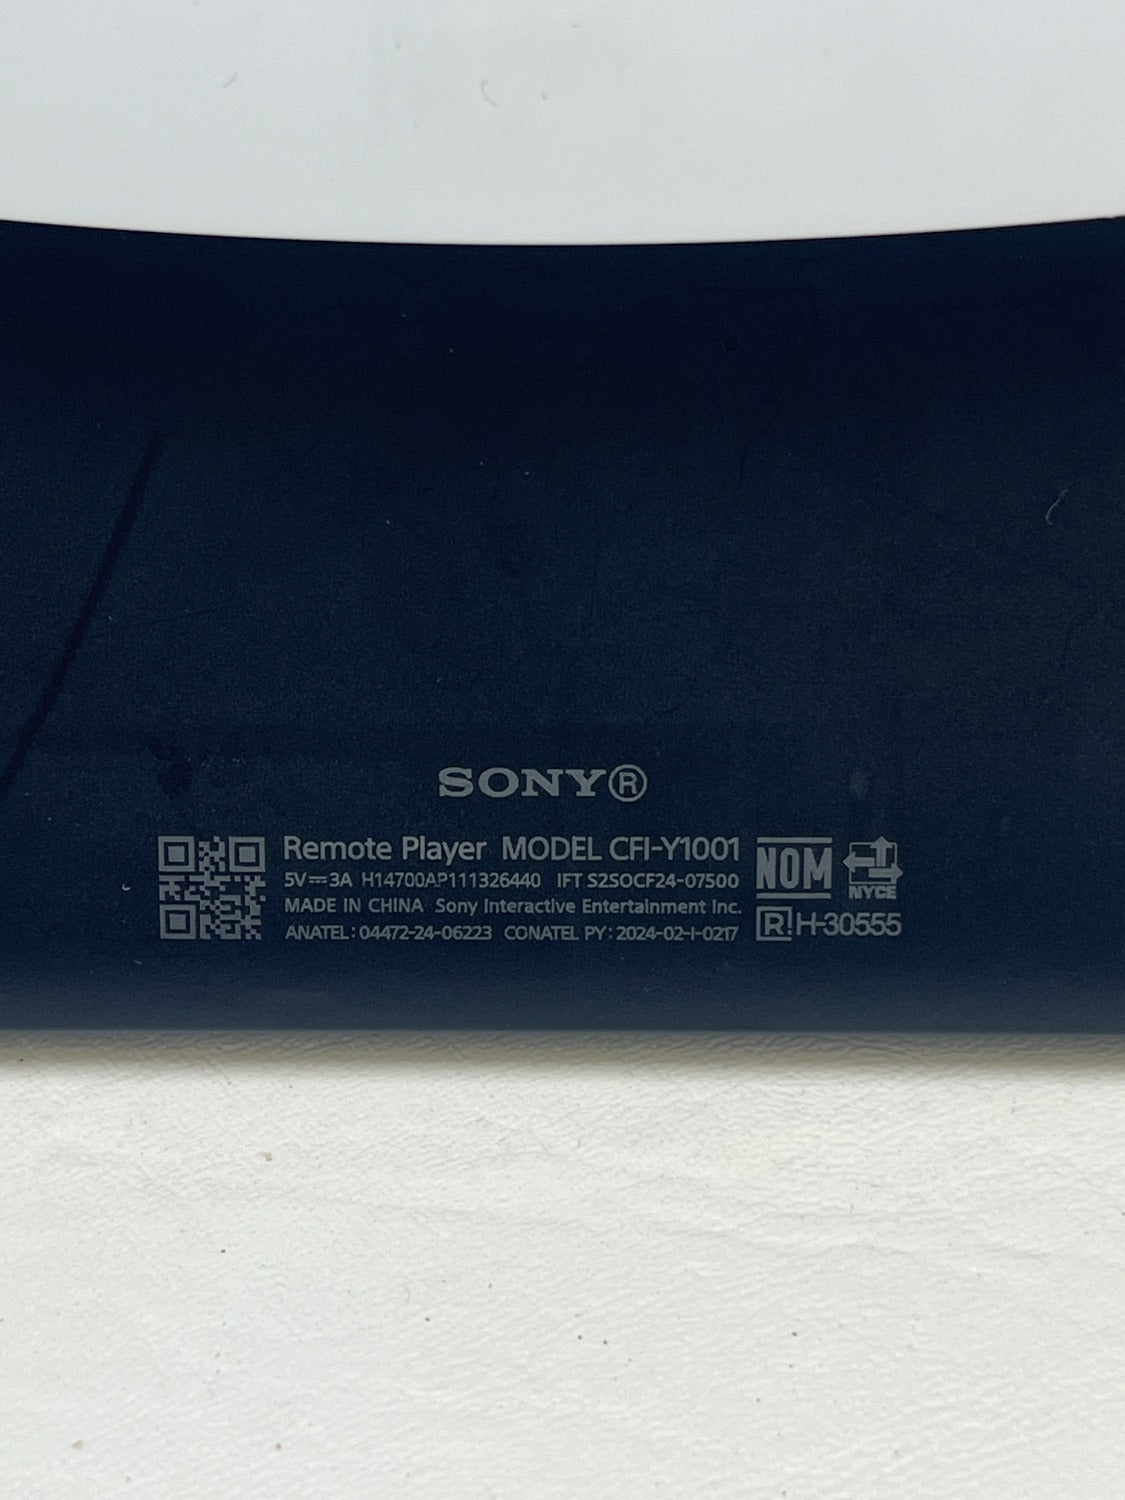 SONY®
Remote Player MODEL CFI-Y1001
5V⎓3A H14700AP111326440 IFT S2SOCF24-07500
MADE IN CHINA Sony Interactive Entertainment Inc.
ANATEL: 04472-24-06223 CONATEL PY: 2024-02-I-0217
NOM
NYCE
R!H-30555